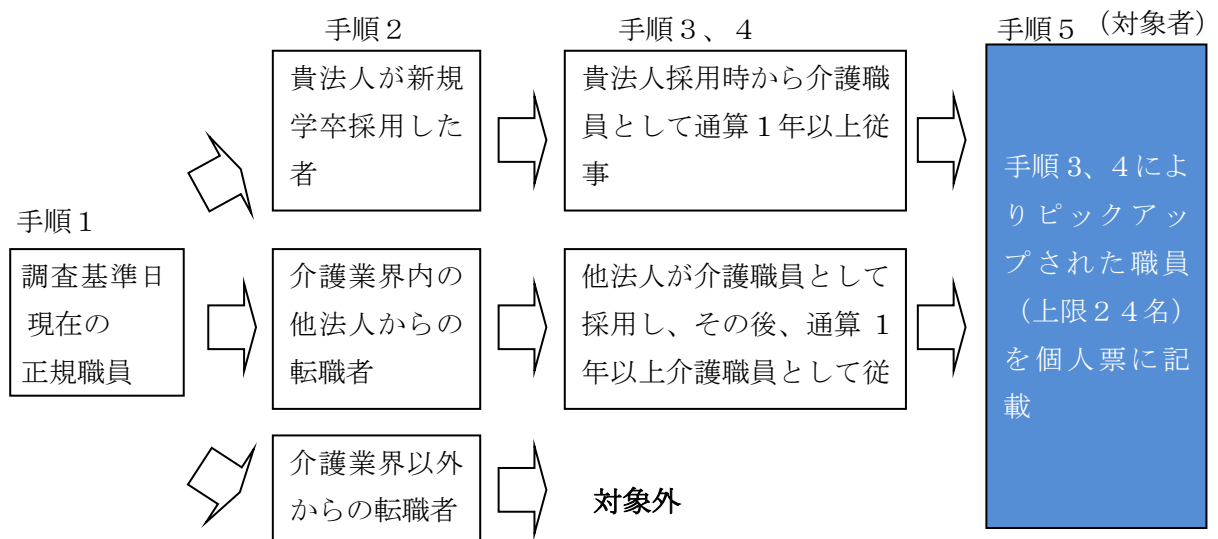 手順１
調査基準日
現在の
正規職員
手順２
貴法人が新規
学卒採用した
者
介護業界内の
他法人からの
転職者
介護業界以外
からの転職者
手順３、４
貴法人採用時から介護職
員として通算１年以上従
事
他法人が介護職員として
採用し、その後、通算 １
年以上介護職員として従
対象外
手順５ （対象者）
手順３、４によ
りピックアッ
プされた職員
（上限２４名）
を個人票に記
載